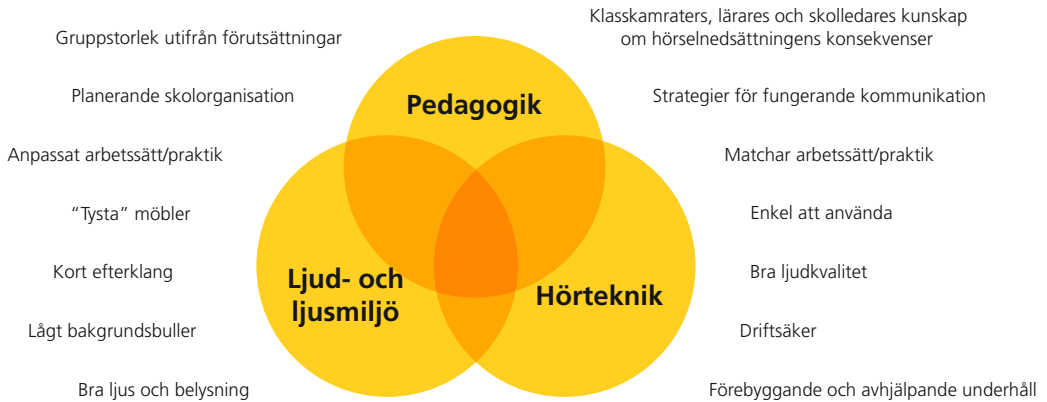 Klasskamraters, lärares och skolledares kunskap
om hörselnedsättningens konsekvenser
Gruppstorlek utifrån förutsättningar
Planerande skolorganisation
Pedagogik
Strategier för fungerande kommunikation
Anpassat arbetssätt/praktik
Matchar arbetssätt/praktik
“Tysta” möbler
Enkel att använda
Kort efterklang
Ljud- och
ljusmiljö
Hörteknik
Bra ljudkvalitet
Lågt bakgrundsbuller
Driftsäker
Bra ljus och belysning
Förebyggande och avhjälpande underhåll